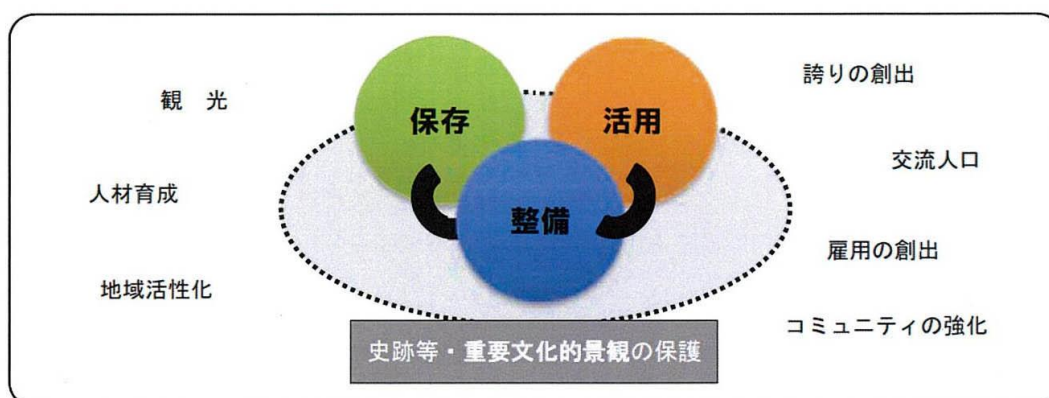 観　光
人材育成
地域活性化
保存
活用
整備
史跡等・重要文化的景観の保護
誇りの創出
交流人口
雇用の創出
コミュニティの強化